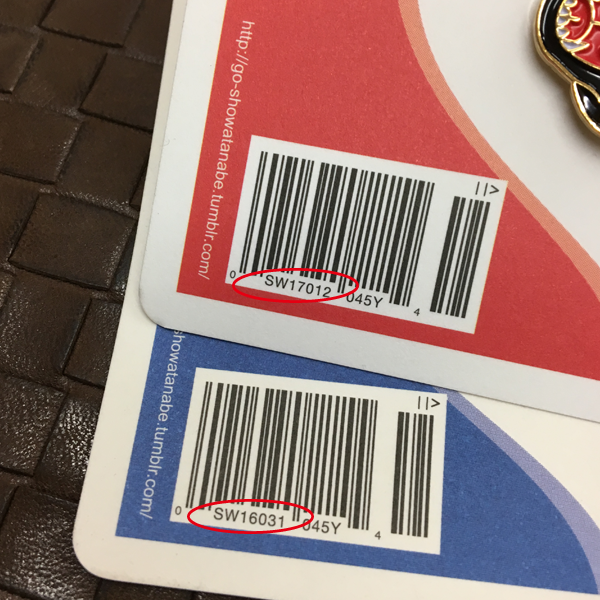 http://go-showatanabe.tumblr.com/
||>
0 SW17012 045Y 4
showatanabe.tumblr.com/
||>
0 SW16031 045Y 4